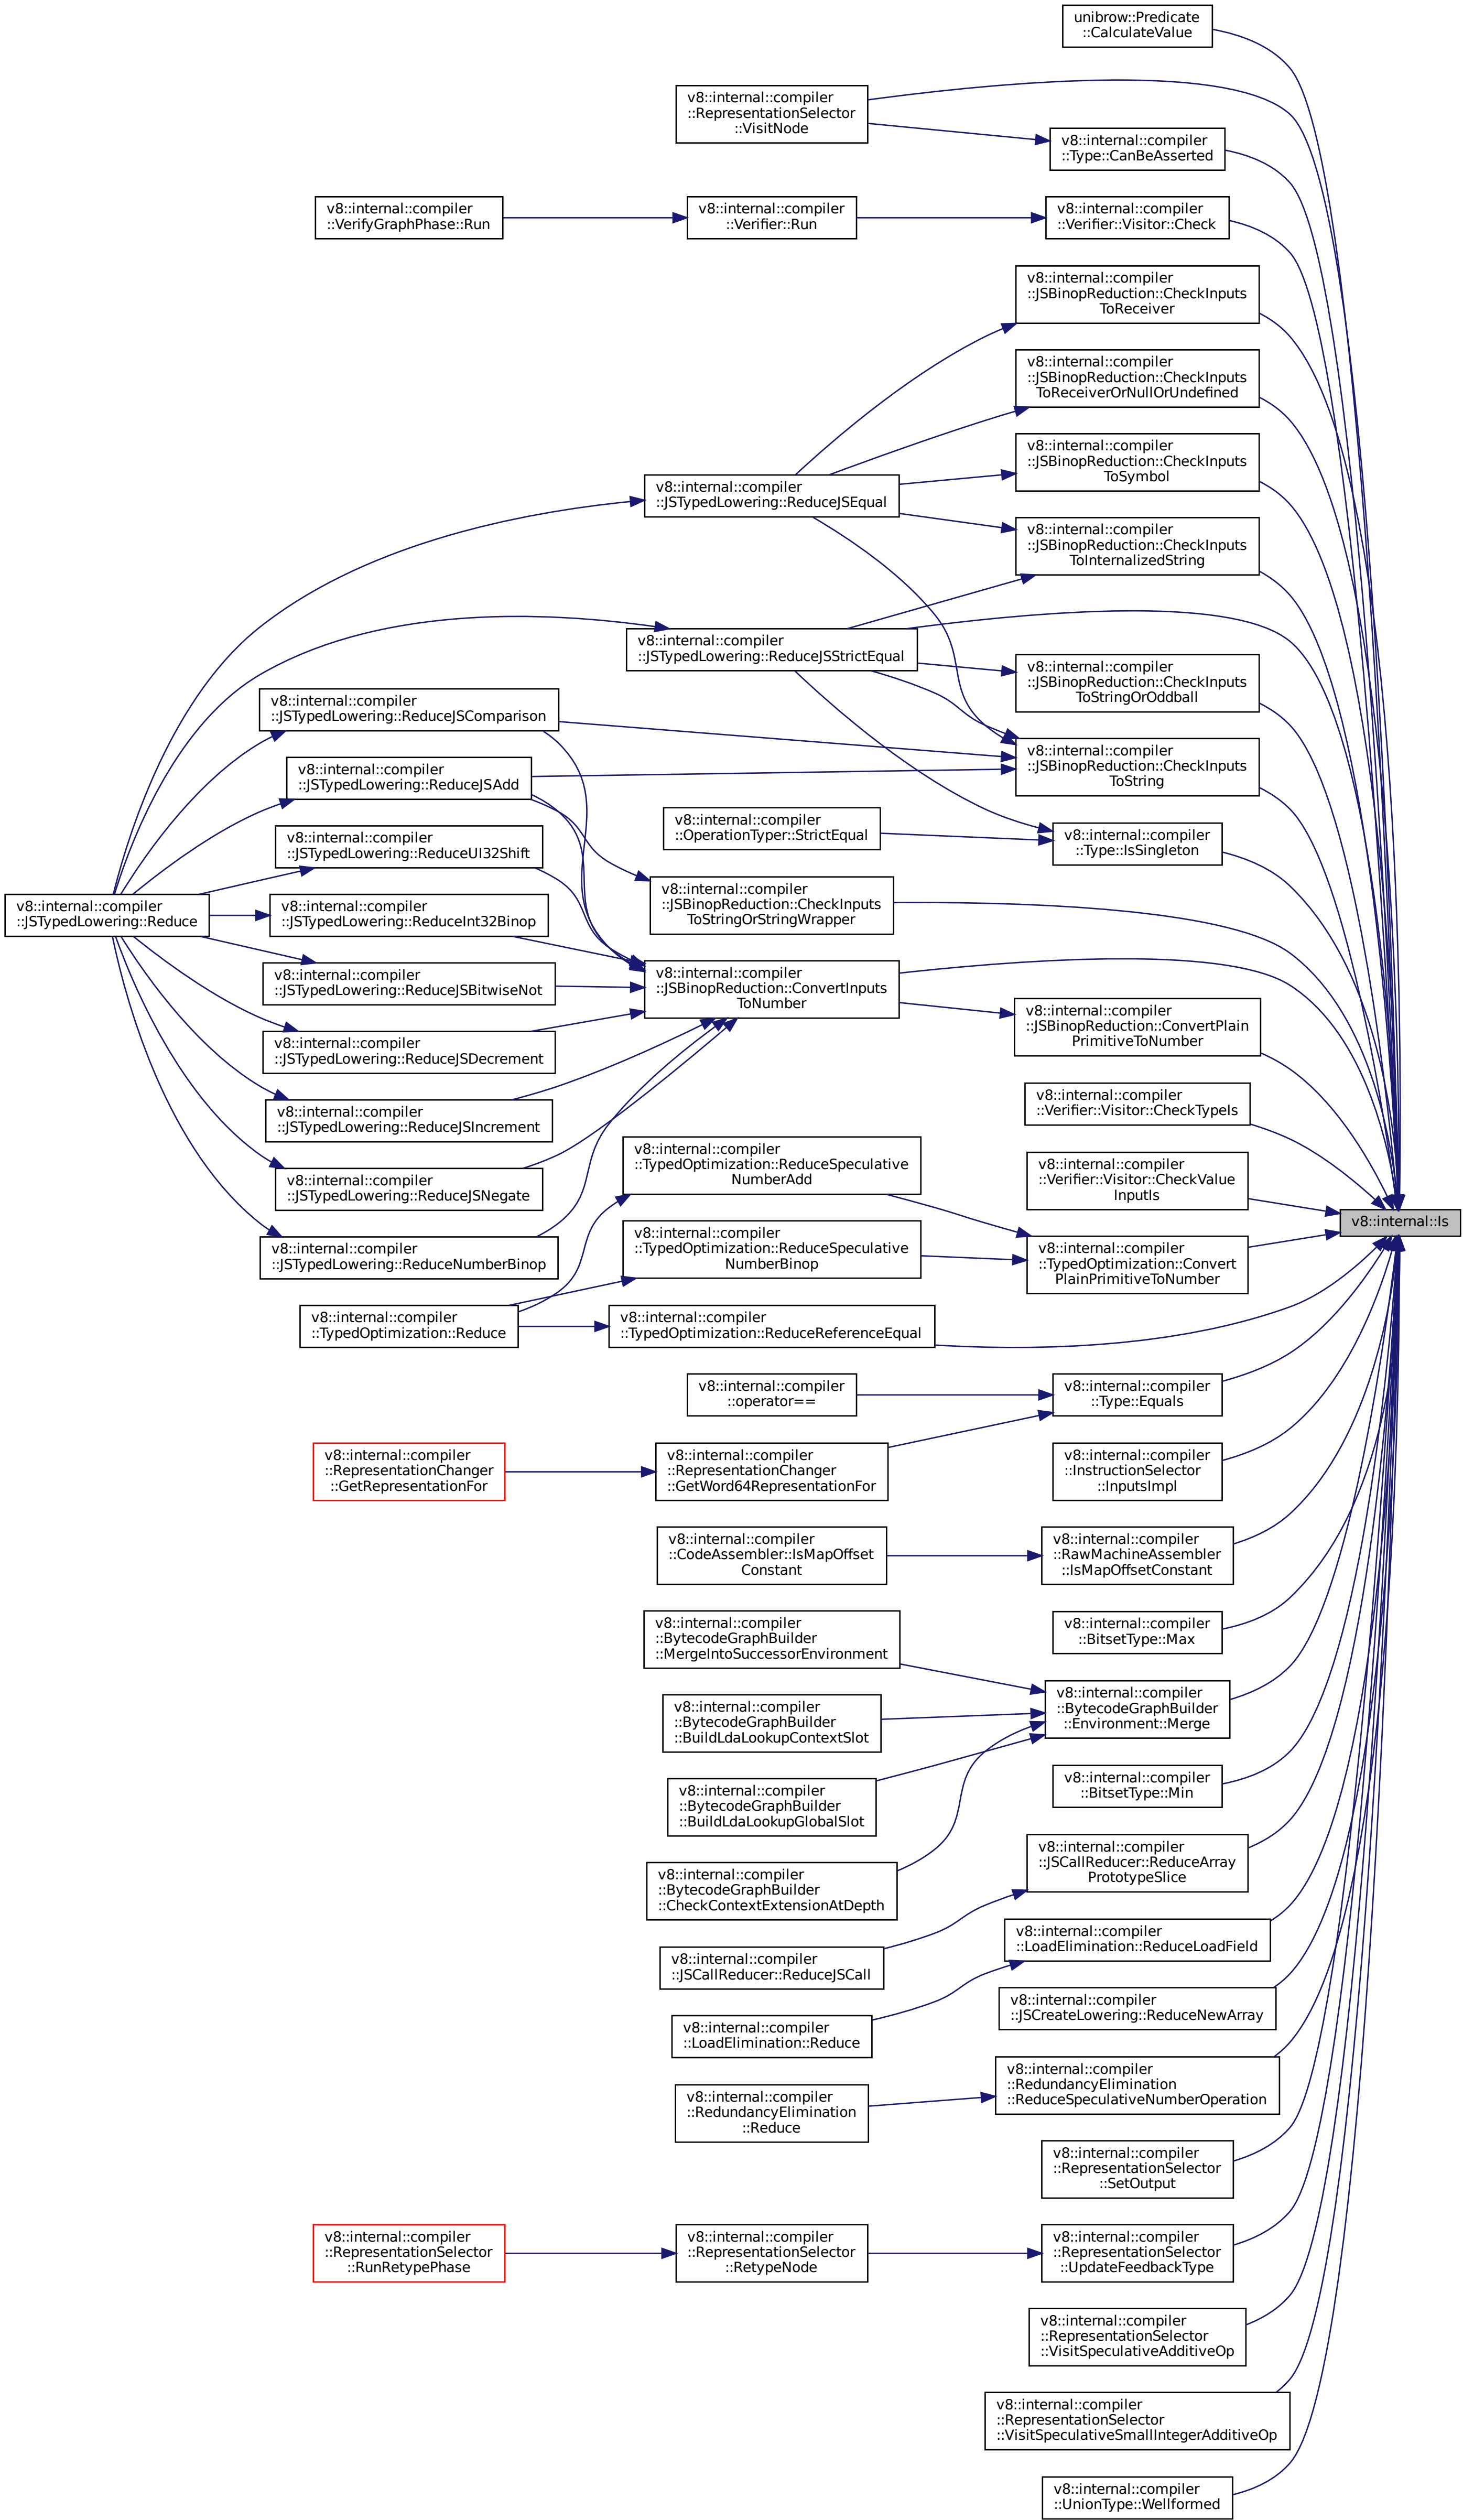 unibrow::Predicate
::CalculateValue
v8::internal::compiler
::RepresentationSelector
::VisitNode
v8::internal::compiler
::Type::CanBeAsserted
v8::internal::compiler
::VerifyGraphPhase::Run
v8::internal::compiler
::Verifier::Run
v8::internal::compiler
::Verifier::Visitor::Check
v8::internal::compiler
::JSBinopReduction::CheckInputs
ToReceiver
v8::internal::compiler
::JSBinopReduction::CheckInputs
ToReceiverOrNullOrUndefined
v8::internal::compiler
::JSBinopReduction::CheckInputs
ToSymbol
v8::internal::compiler
::JSTypedLowering::ReduceJSEqual
v8::internal::compiler
::JSBinopReduction::CheckInputs
ToInternalizedString
v8::internal::compiler
::JSTypedLowering::ReduceJSStrictEqual
v8::internal::compiler
::JSBinopReduction::CheckInputs
ToStringOrOddball
v8::internal::compiler
::JSTypedLowering::ReduceJSComparison
v8::internal::compiler
::JSBinopReduction::CheckInputs
ToString
v8::internal::compiler
::JSTypedLowering::ReduceJSAdd
v8::internal::compiler
::OperationTyper::StrictEqual
v8::internal::compiler
::Type::IsSingleton
v8::internal::compiler
::JSTypedLowering::ReduceUI32Shift
v8::internal::compiler
::JSBinopReduction::CheckInputs
ToStringOrStringWrapper
v8::internal::compiler
::JSTypedLowering::Reduce
v8::internal::compiler
::JSTypedLowering::ReduceInt32Binop
v8::internal::compiler
::JSTypedLowering::ReduceJSBitwiseNot
v8::internal::compiler
::JSBinopReduction::ConvertInputs
ToNumber
v8::internal::compiler
::JSBinopReduction::ConvertPlain
PrimitiveToNumber
v8::internal::compiler
::JSTypedLowering::ReduceJSDecrement
v8::internal::compiler
::Verifier::Visitor::CheckTypeIs
v8::internal::compiler
::JSTypedLowering::ReduceJSIncrement
v8::internal::compiler
::TypedOptimization::ReduceSpeculative
NumberAdd
v8::internal::compiler
::Verifier::Visitor::CheckValue
InputIs
v8::internal::compiler
::JSTypedLowering::ReduceJSNegate
v8::internal::Is
v8::internal::compiler
::TypedOptimization::ReduceSpeculative
NumberBinop
v8::internal::compiler
::TypedOptimization::Convert
PlainPrimitiveToNumber
v8::internal::compiler
::JSTypedLowering::ReduceNumberBinop
v8::internal::compiler
::TypedOptimization::Reduce
v8::internal::compiler
::TypedOptimization::ReduceReferenceEqual
v8::internal::compiler
::operator==
v8::internal::compiler
::Type::Equals
v8::internal::compiler
::RepresentationChanger
::GetRepresentationFor
v8::internal::compiler
::RepresentationChanger
::GetWord64RepresentationFor
v8::internal::compiler
::InstructionSelector
::InputsImpl
v8::internal::compiler
::CodeAssembler::IsMapOffset
Constant
v8::internal::compiler
::RawMachineAssembler
::IsMapOffsetConstant
v8::internal::compiler
::BytecodeGraphBuilder
::MergeIntoSuccessorEnvironment
v8::internal::compiler
::BitsetType::Max
v8::internal::compiler
::BytecodeGraphBuilder
::BuildLdaLookupContextSlot
v8::internal::compiler
::BytecodeGraphBuilder
::Environment::Merge
v8::internal::compiler
::BytecodeGraphBuilder
::BuildLdaLookupGlobalSlot
v8::internal::compiler
::BitsetType::Min
v8::internal::compiler
::BytecodeGraphBuilder
::CheckContextExtensionAtDepth
v8::internal::compiler
::JSCallReducer::ReduceArray
PrototypeSlice
v8::internal::compiler
::JSCallReducer::ReduceJSCall
v8::internal::compiler
::LoadElimination::ReduceLoadField
v8::internal::compiler
::LoadElimination::Reduce
v8::internal::compiler
::JSCreateLowering::ReduceNewArray
v8::internal::compiler
::RedundancyElimination
::Reduce
v8::internal::compiler
::RedundancyElimination
::ReduceSpeculativeNumberOperation
v8::internal::compiler
::RepresentationSelector
::SetOutput
v8::internal::compiler
::RepresentationSelector
::RunRetypePhase
v8::internal::compiler
::RepresentationSelector
::RetypeNode
v8::internal::compiler
::RepresentationSelector
::UpdateFeedbackType
v8::internal::compiler
::RepresentationSelector
::VisitSpeculativeAdditiveOp
v8::internal::compiler
::RepresentationSelector
::VisitSpeculativeSmallIntegerAdditiveOp
v8::internal::compiler
::UnionType::Wellformed